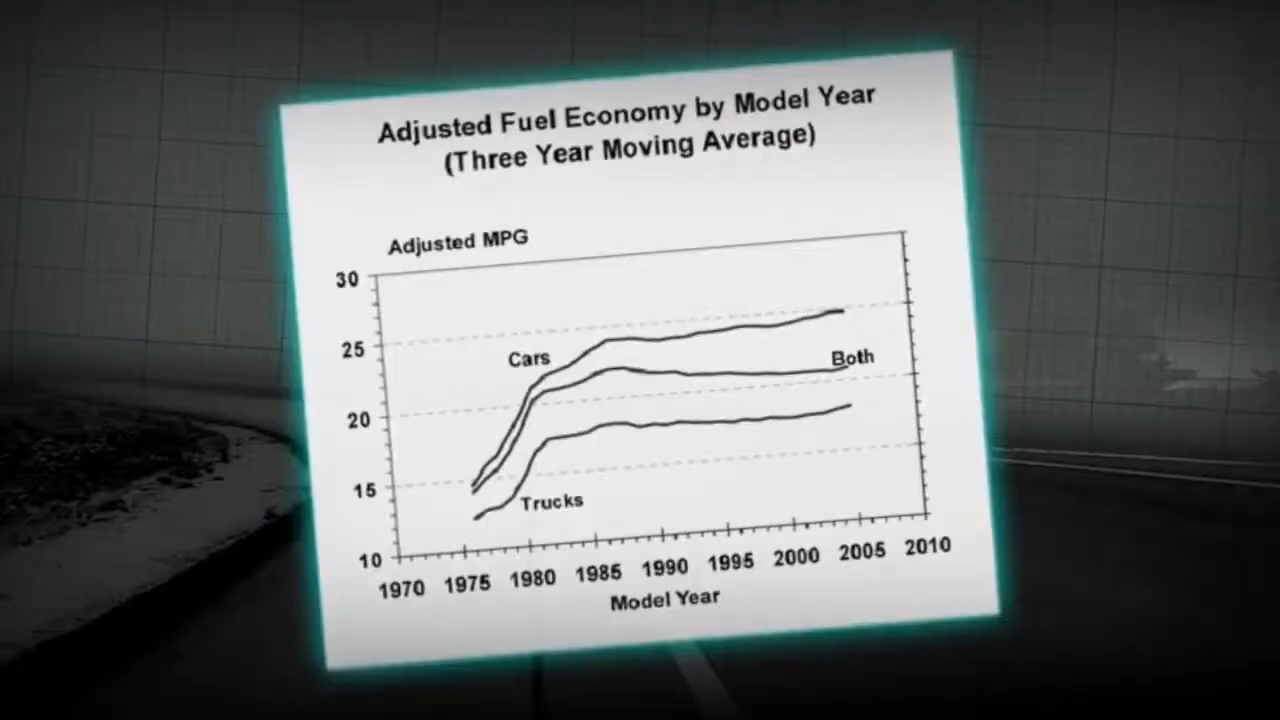 Adjusted Fuel Economy by Model Year
(Three Year Moving Average)
Adjusted MPG
30
25
20
15
10
Cars
Both
Trucks
1970 1975 1980 1985 1990 1995 2000 2005 2010
Model Year